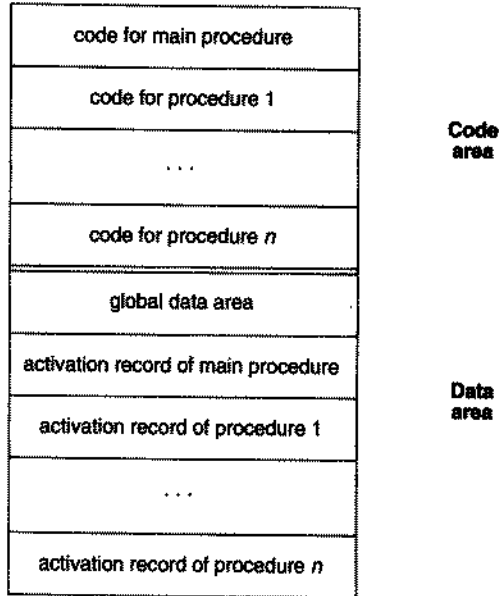 code for main procedure
code for procedure 1
Code
area
. . .
code for procedure n
global data area
activation record of main procedure
Data
area
activation record of procedure 1
. . .
activation record of procedure n